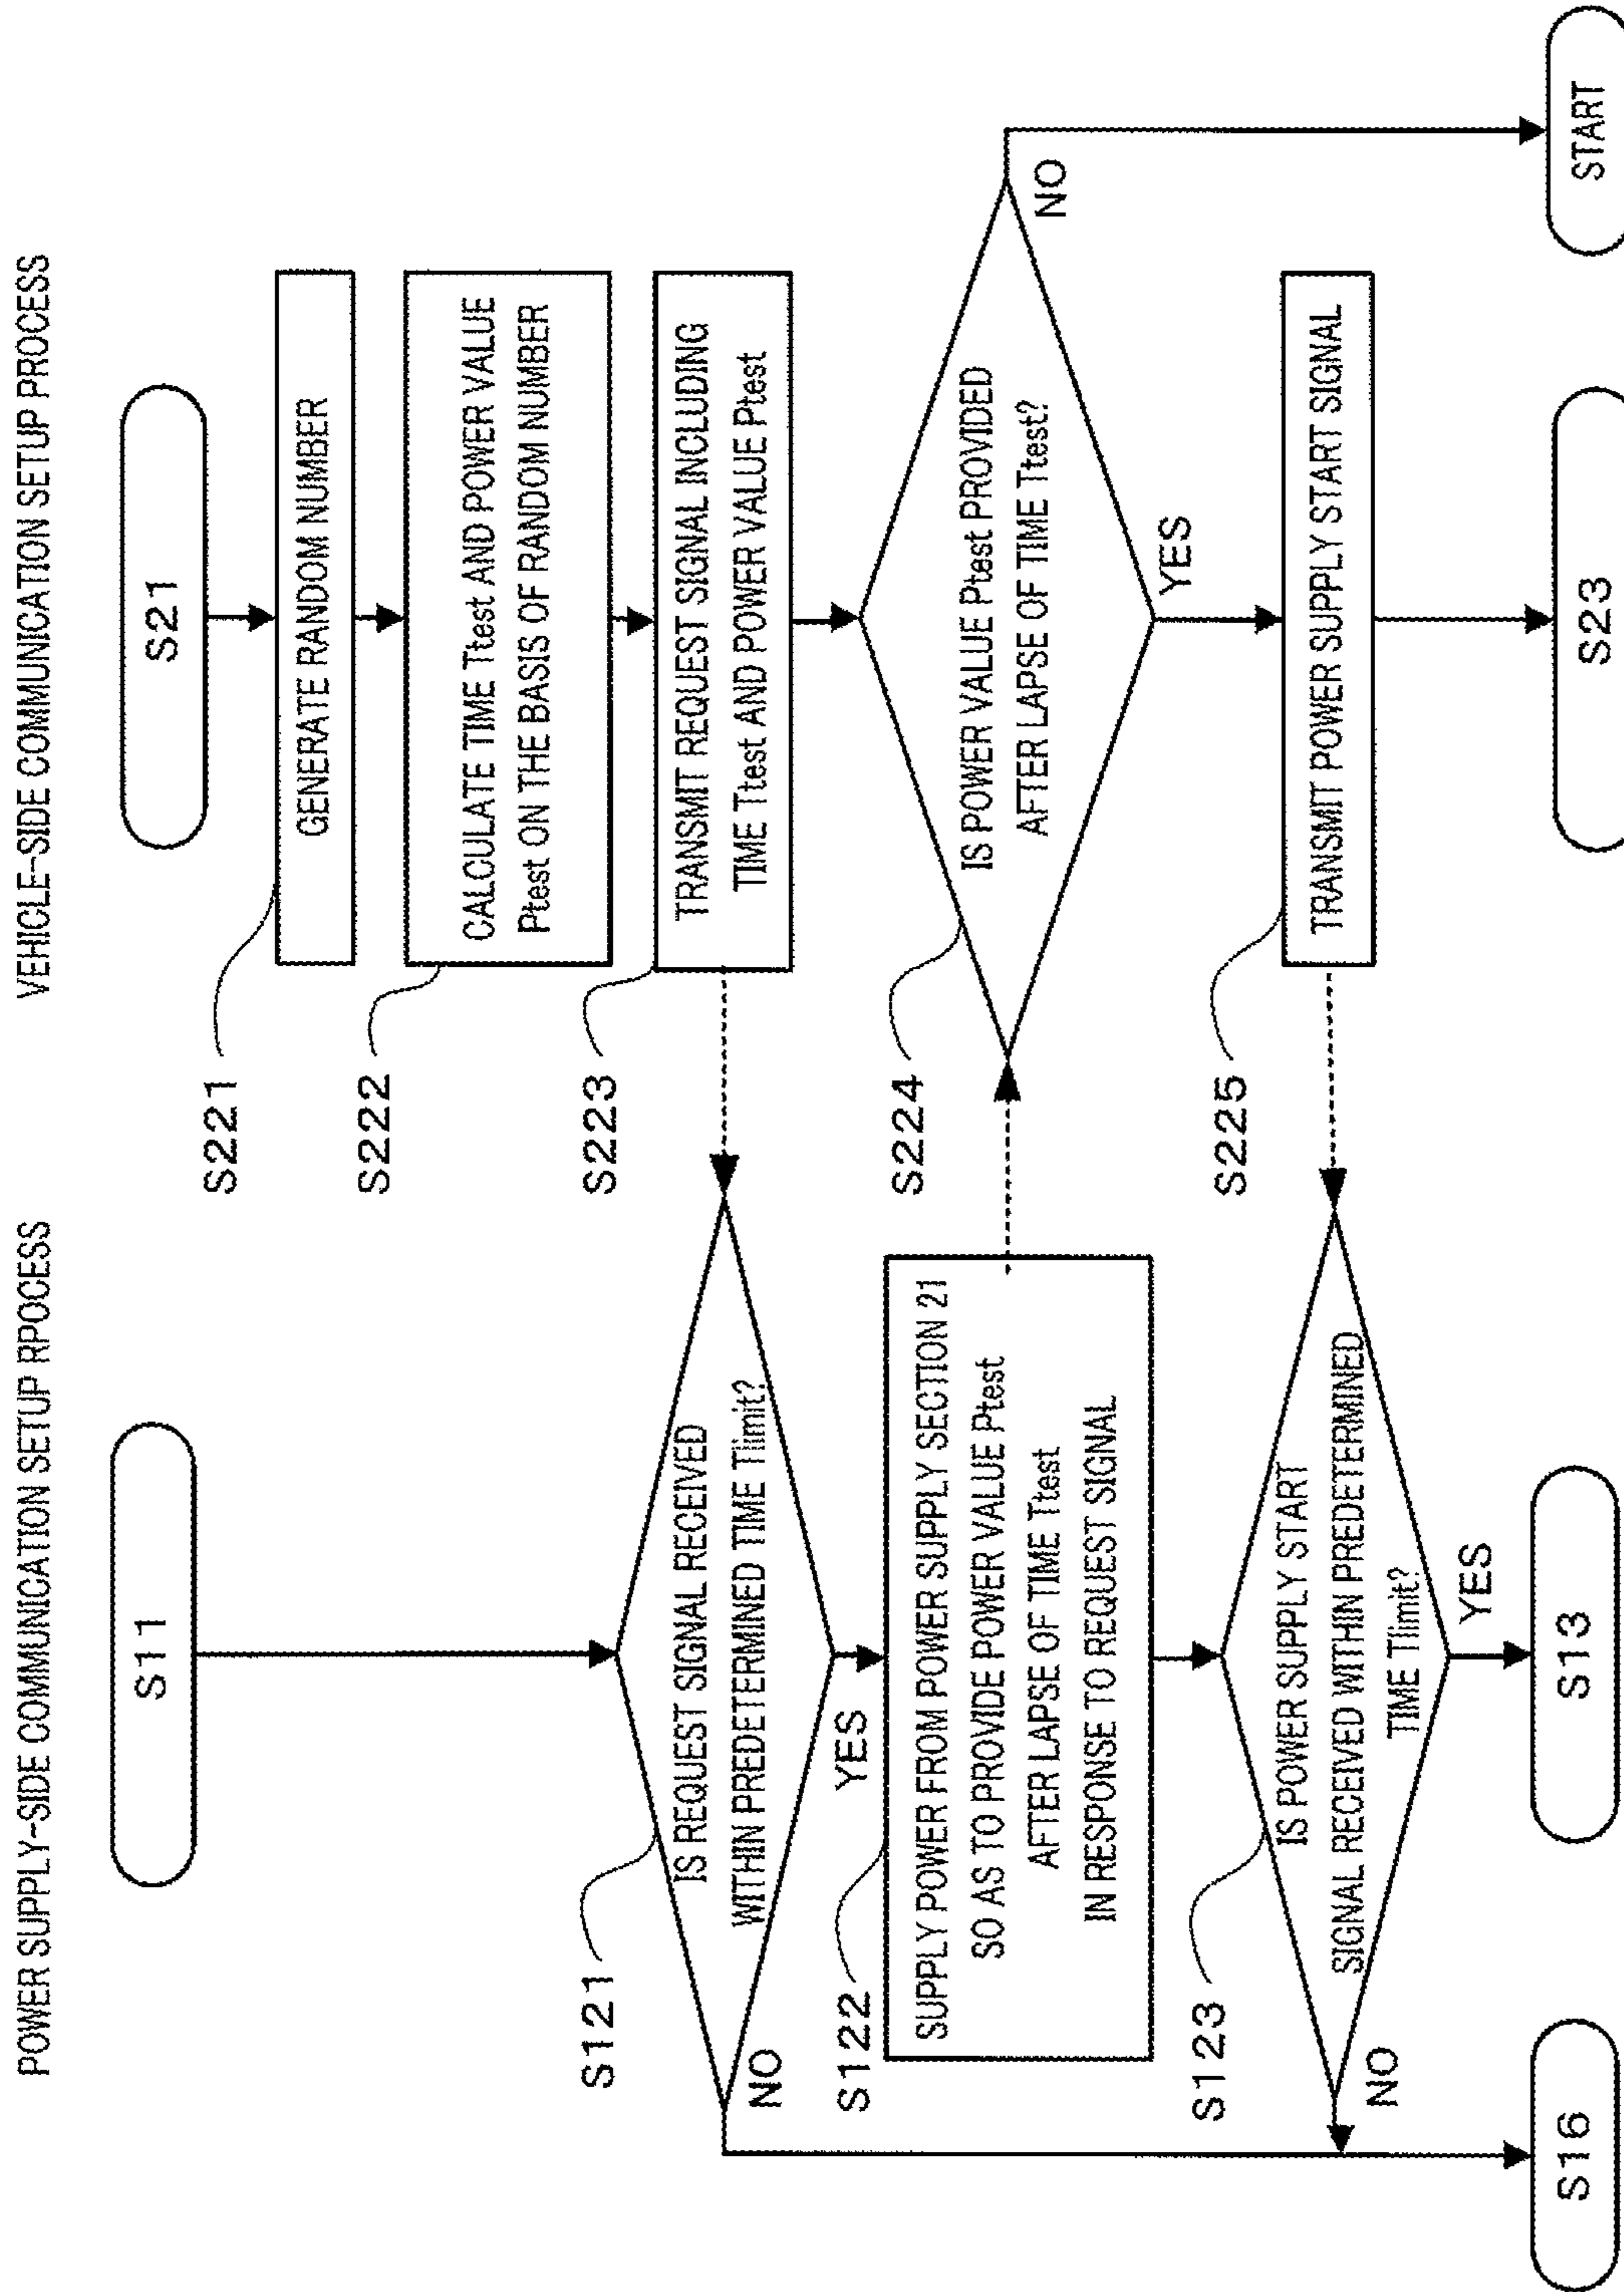 POWER SUPPLY-SIDE COMMUNICATION SETUP RPOCESS
S11
S121
IS REQUEST SIGNAL RECEIVED
WITHIN PREDETERMINED TIME Tlimit?
NO
YES
S122
SUPPLY POWER FROM POWER SUPPLY SECTION 21
SO AS TO PROVIDE POWER VALUE Ptest
AFTER LAPSE OF TIME Ttest
IN RESPONSE TO REQUEST SIGNAL
S123
IS POWER SUPPLY START
SIGNAL RECEIVED WITHIN PREDETERMINED
TIME Tlimit?
NO
YES
S16
S13
VEHICLE-SIDE COMMUNICATION SETUP PROCESS
S21
S221
GENERATE RANDOM NUMBER
S222
CALCULATE TIME Ttest AND POWER VALUE
Ptest ON THE BASIS OF RANDOM NUMBER
S223
TRANSMIT REQUEST SIGNAL INCLUDING
TIME Ttest AND POWER VALUE Ptest
S224
IS POWER VALUE Ptest PROVIDED
AFTER LAPSE OF TIME Ttest?
NO
YES
S225
TRANSMIT POWER SUPPLY START SIGNAL
S23
START